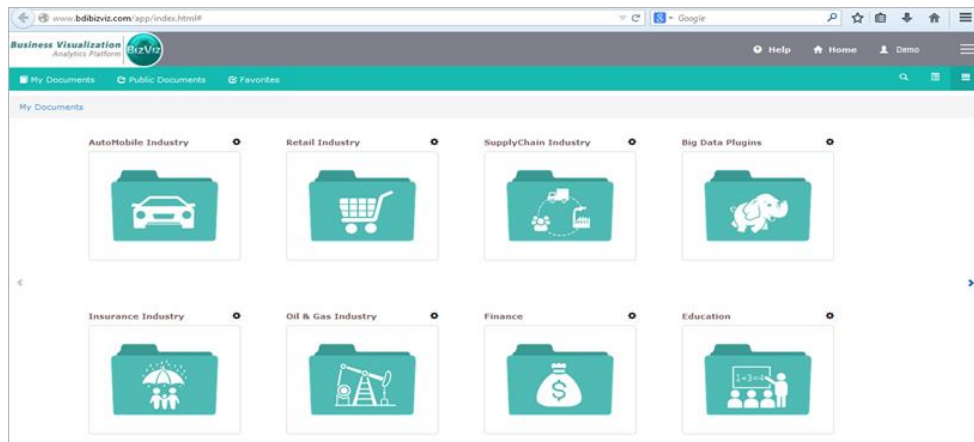 www.bdibizviz.com/app/index.html#
Google
Business Visualization
Analytics Platform
BizViz
Help
Home
Demo
My Documents
Public Documents
Favorites
My Documents
AutoMobile Industry
Retail Industry
SupplyChain Industry
Big Data Plugins
Insurance Industry
Oil & Gas Industry
Finance
Education
$